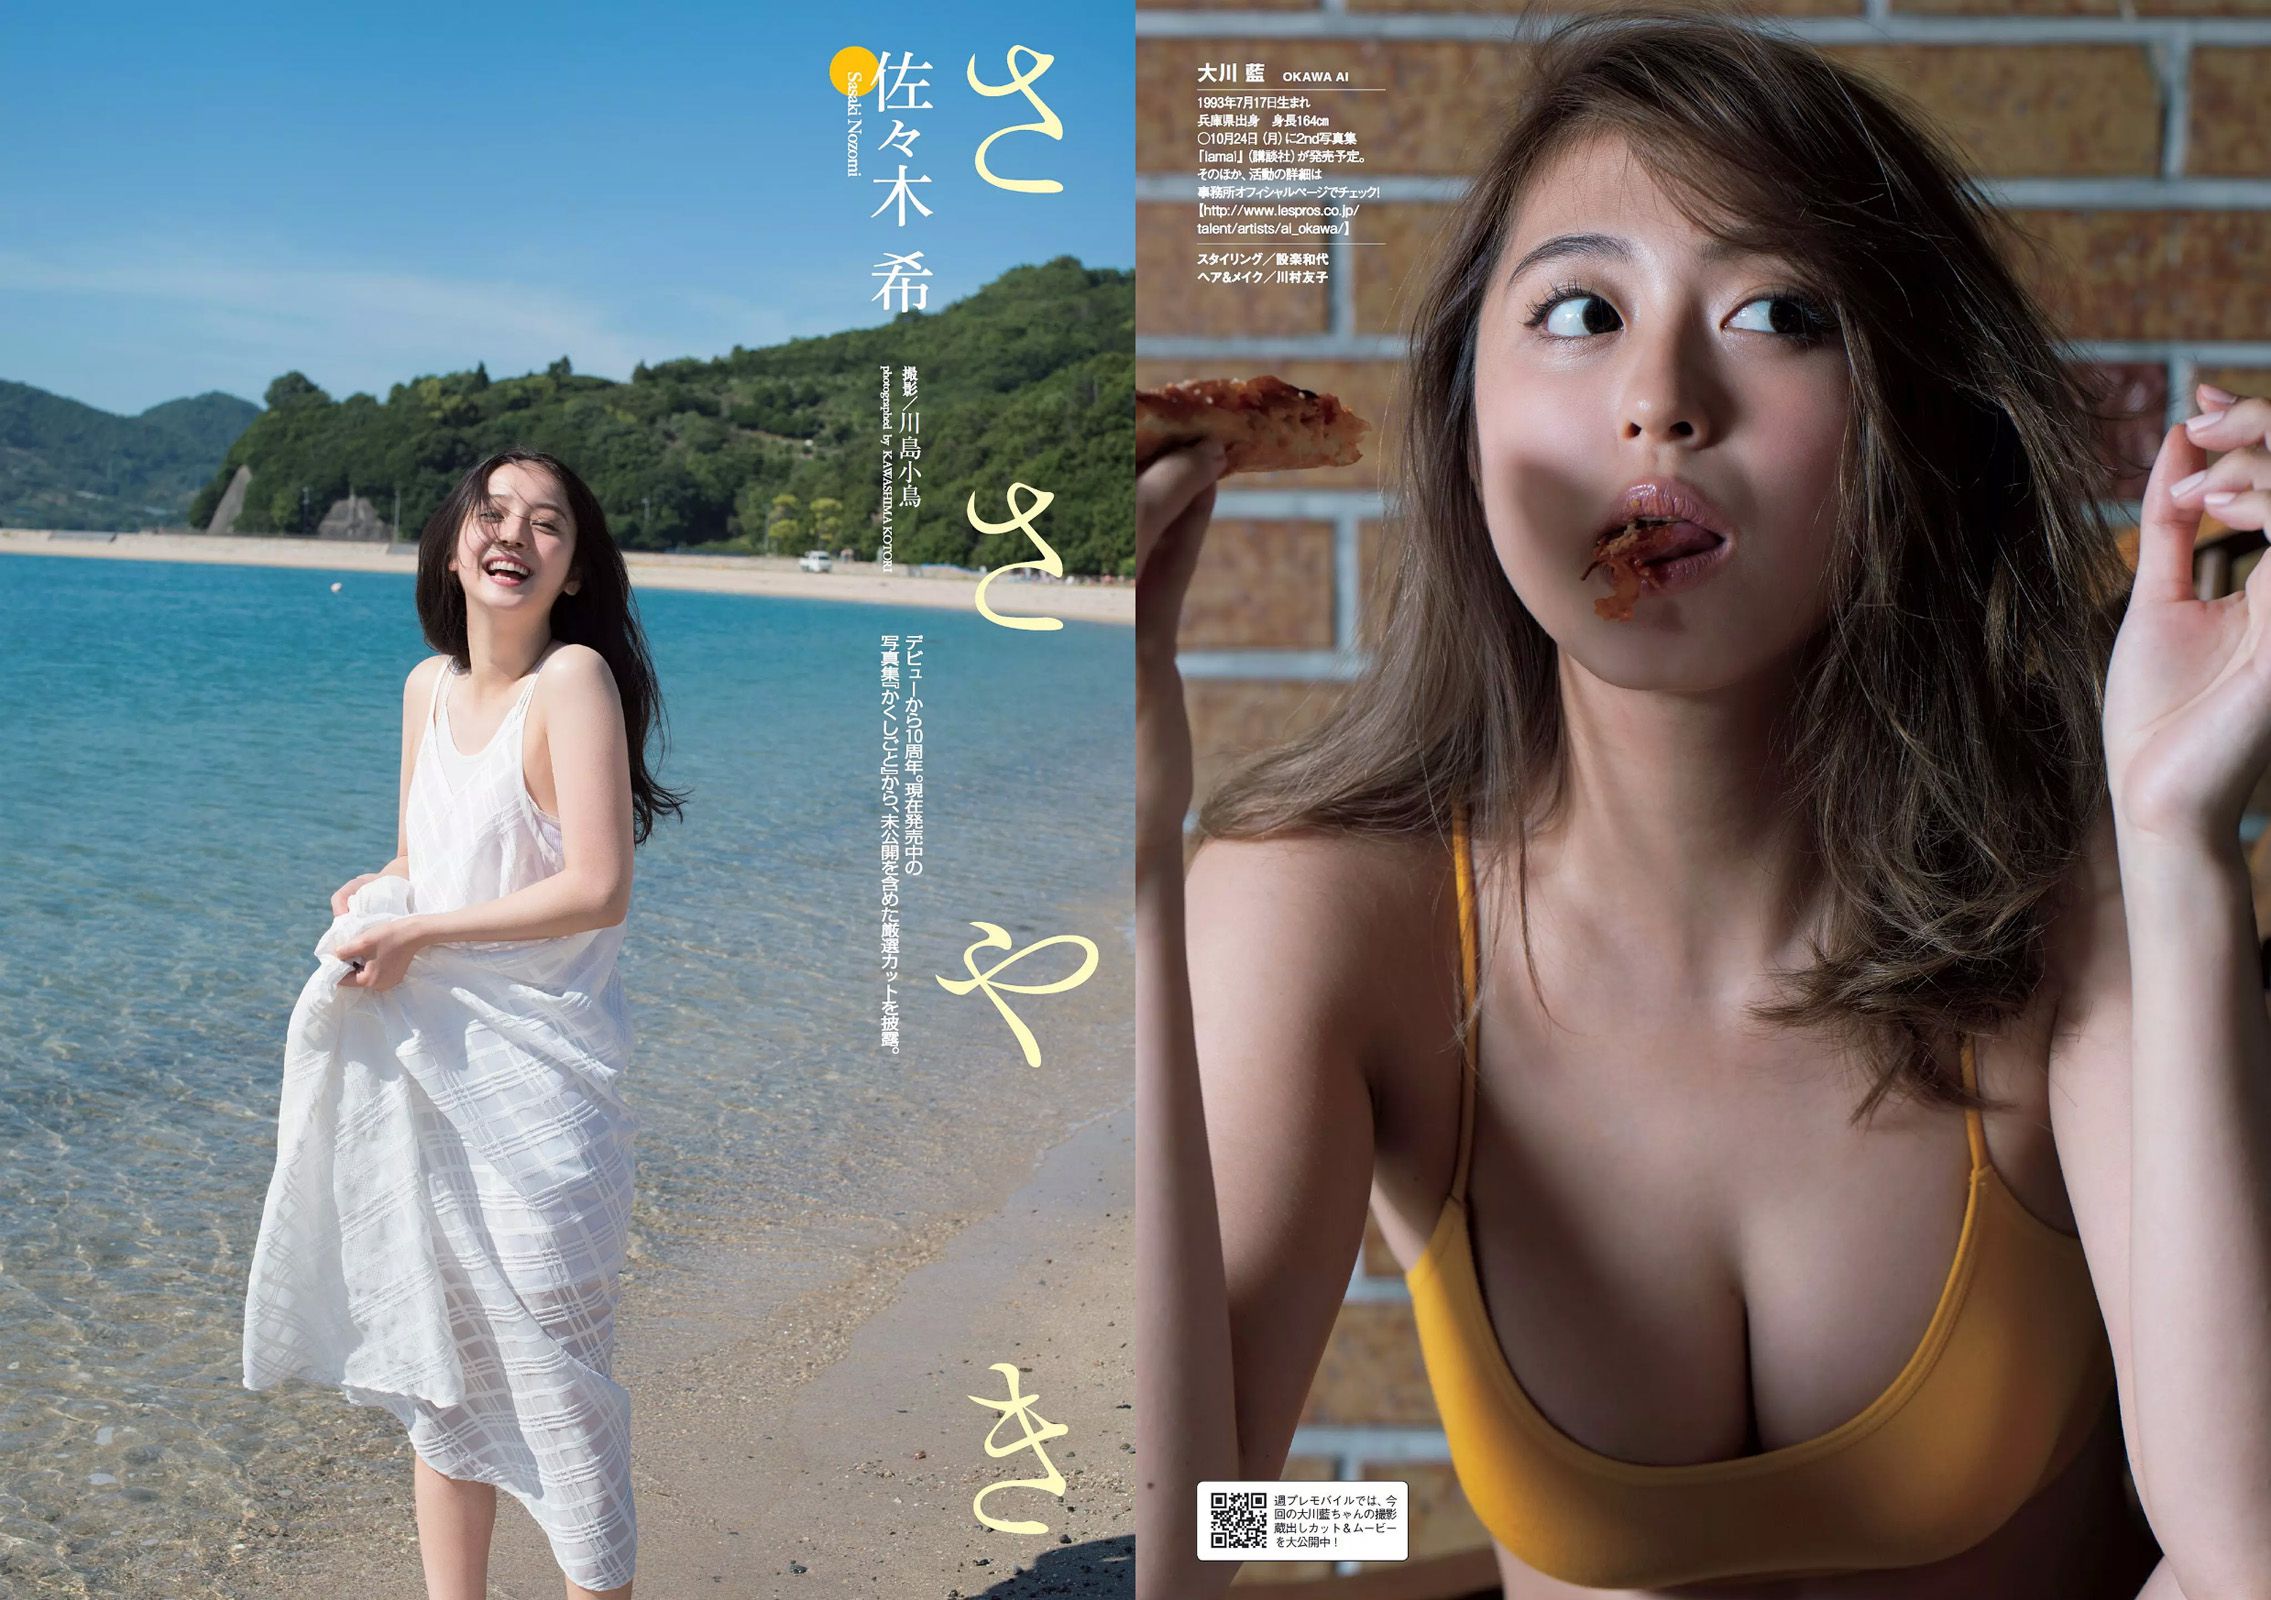 ささやき
佐々木 希
Sasaki Nozomi
撮影／川島小鳥
photographed by KAWASHIMA KOTORI
デビューから10周年。現在発売中の
写真集『かくしごと』から、未公開を含めた厳選カットを披露。
大川 藍 OKAWA AI
1993年7月17日生まれ
兵庫県出身 身長164㎝
○10月24日（月）に2nd写真集
『iamai』（講談社）が発売予定。
そのほか、活動の詳細は
事務所オフィシャルページでチェック！
【http://www.lespros.co.jp/
talent/artists/ai_okawa/】
スタイリング／設楽和代
ヘア&メイク／川村友子
週プレモバイルでは、今
回の大川藍ちゃんの撮影
蔵出しカット＆ムービー
を大公開中！